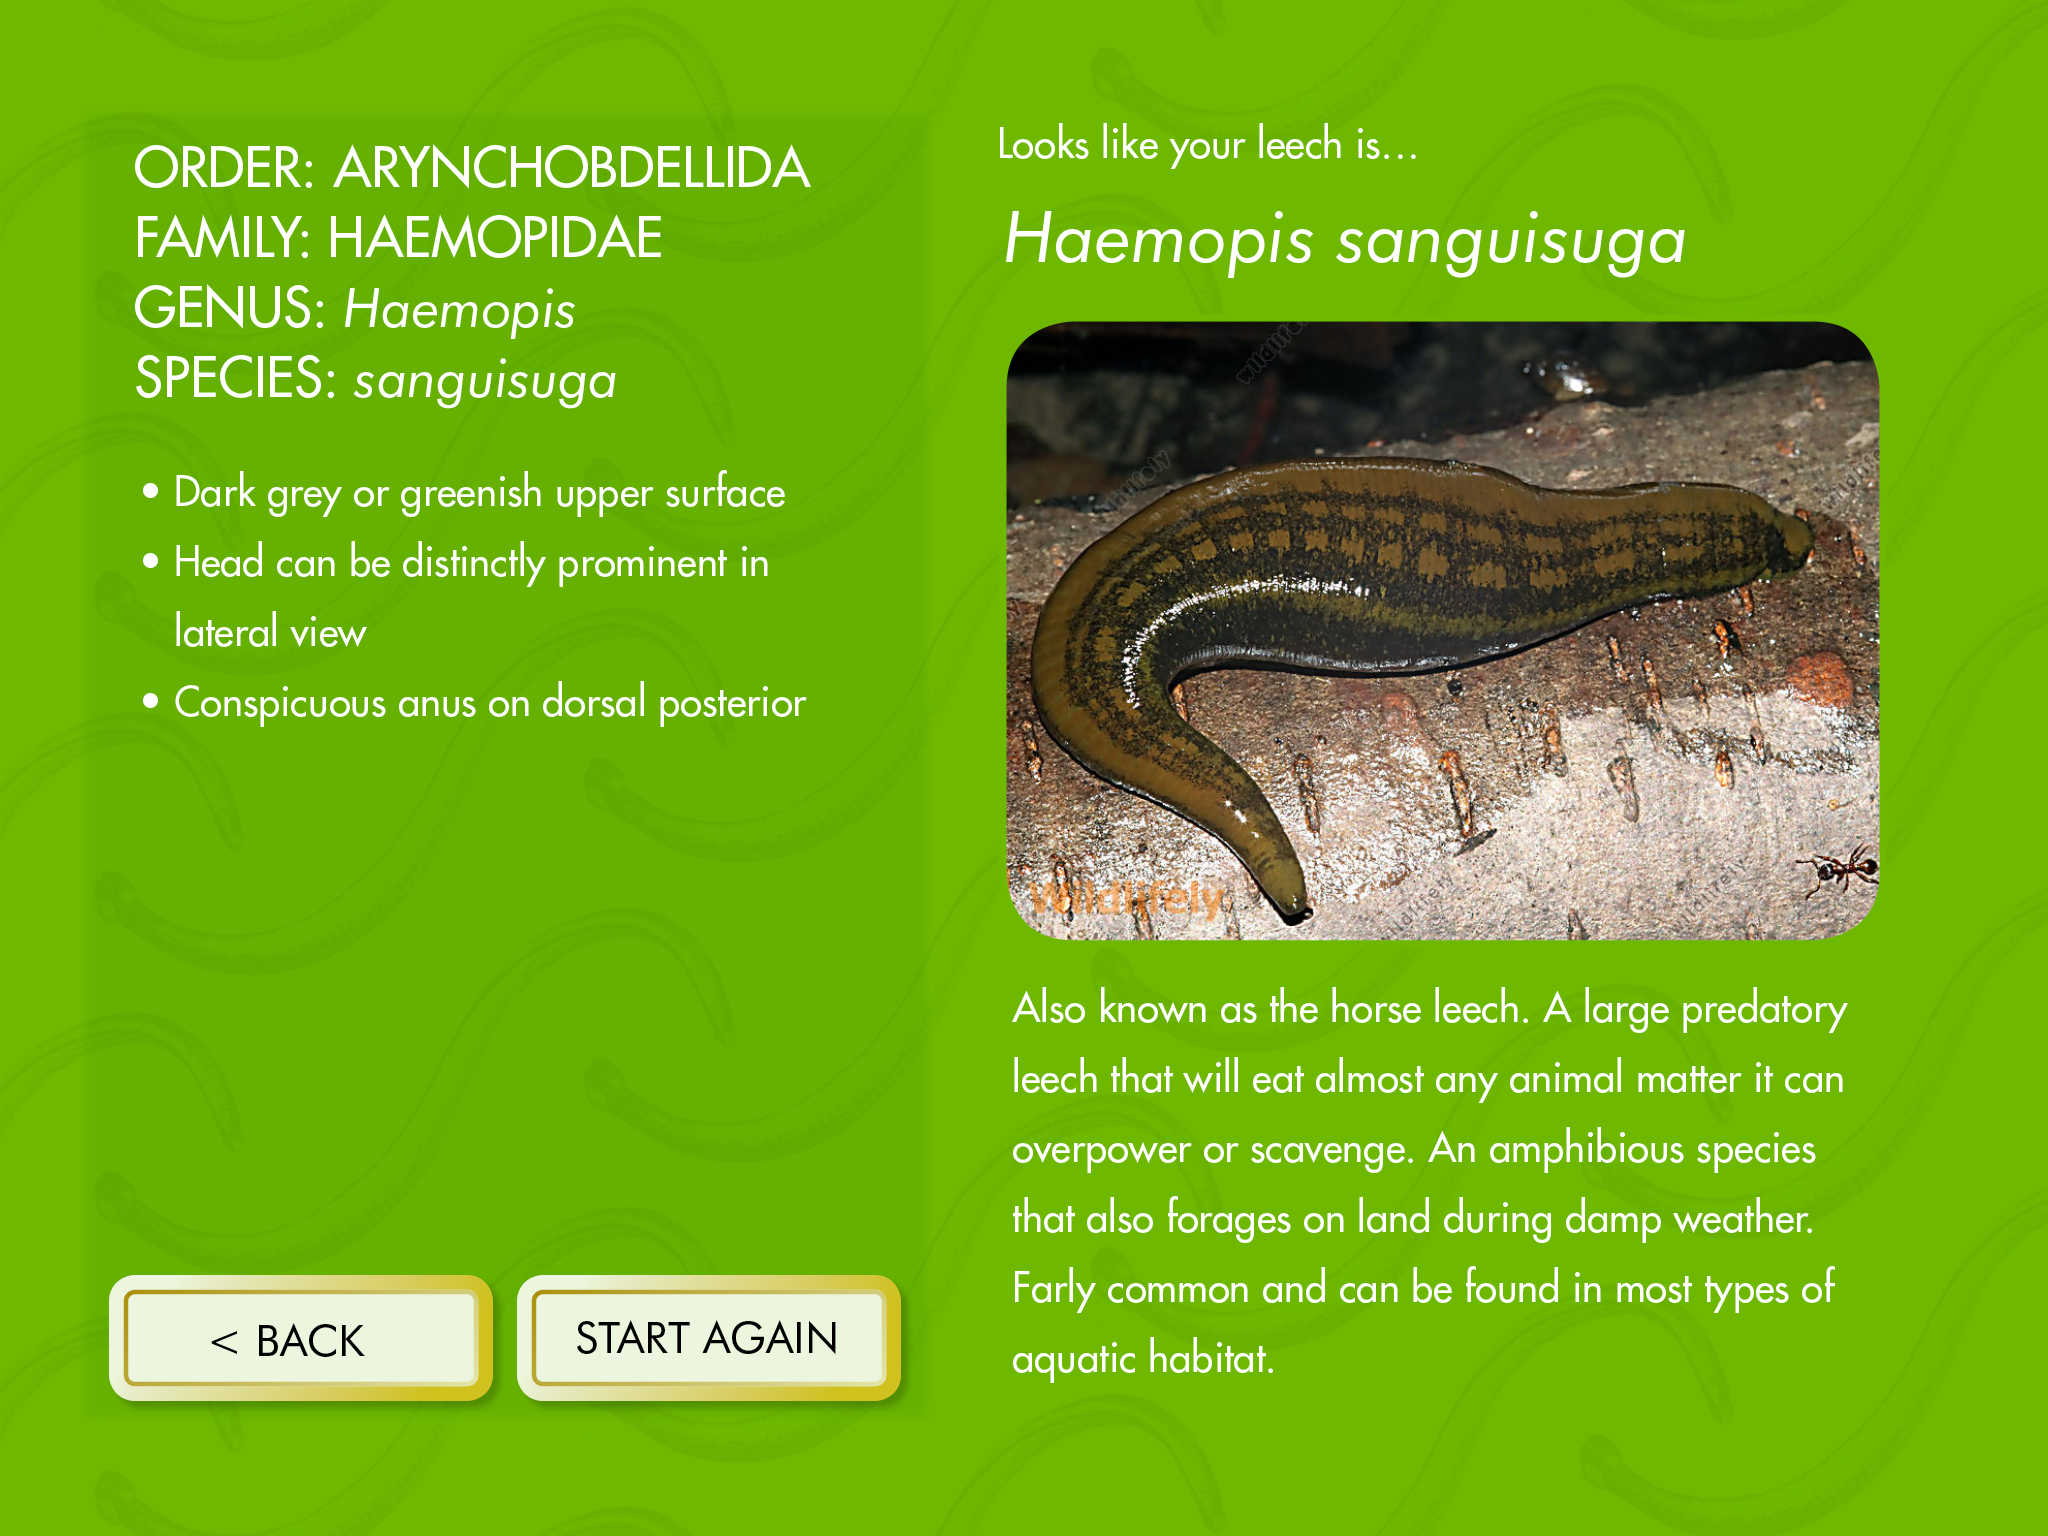 ORDER: ARYNCHOBDELLIDA
FAMILY: HAEMOPIDAE
GENUS: Haemopis
SPECIES: sanguisuga
• Dark grey or greenish upper surface
• Head can be distinctly prominent in
lateral view
• Conspicuous anus on dorsal posterior
< BACK
START AGAIN
Looks like your leech is...
Haemopis sanguisuga
Wildlifely
Also known as the horse leech. A large predatory
leech that will eat almost any animal matter it can
overpower or scavenge. An amphibious species
that also forages on land during damp weather.
Farly common and can be found in most types of
aquatic habitat.